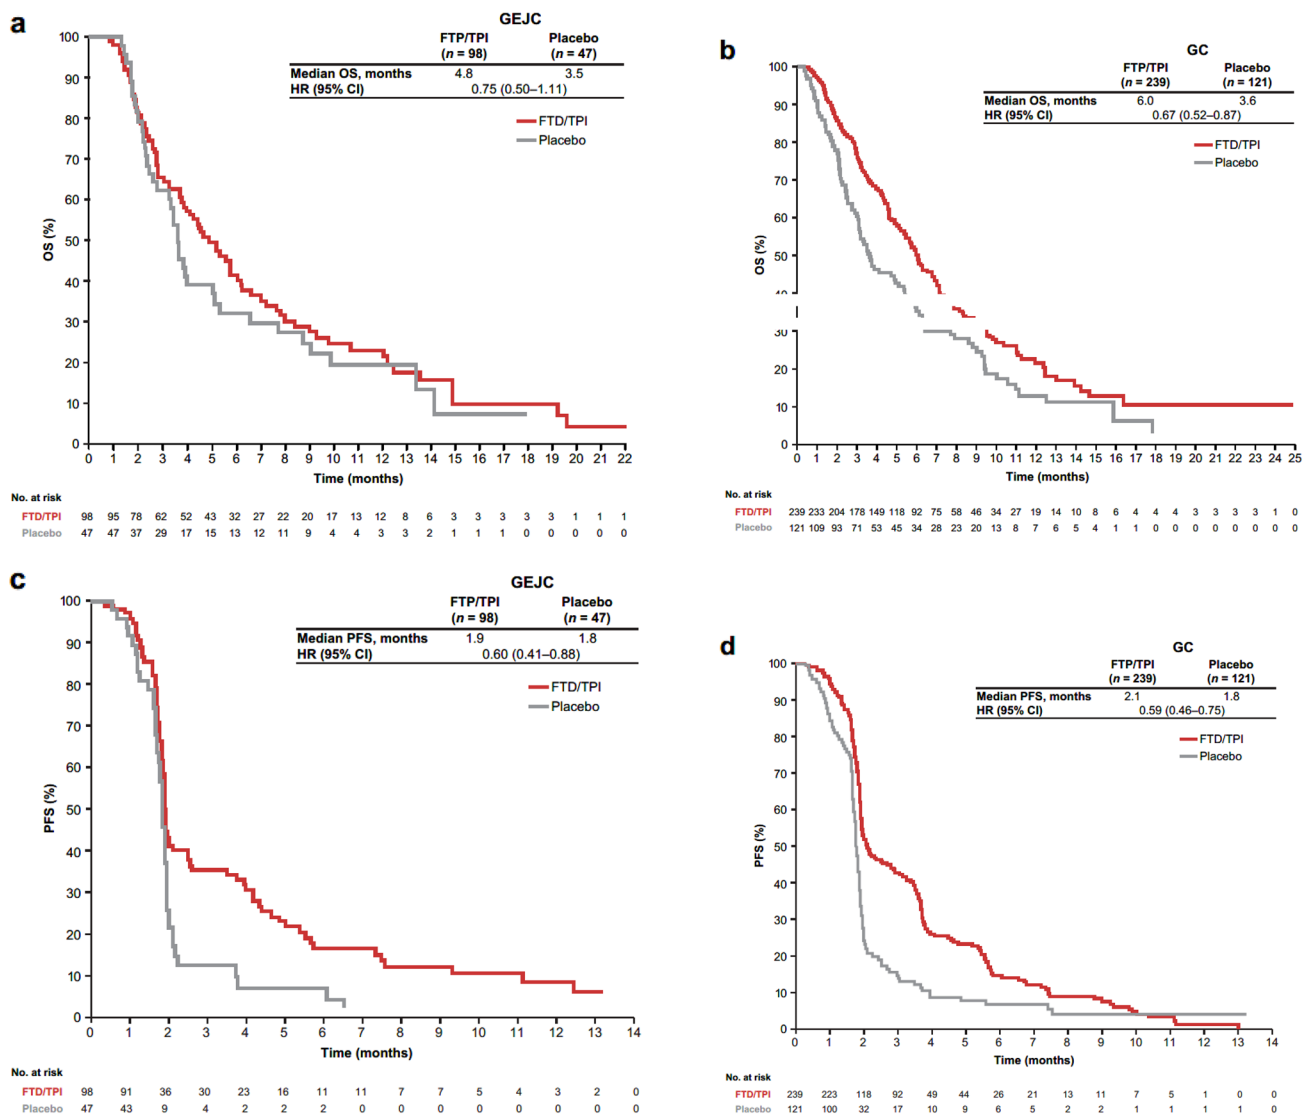 a
GEJC
FTP/TPI Placebo
(n = 98) (n = 47)
Median OS, months 4.8 3.5
HR (95% CI) 0.75 (0.50–1.11)
FTD/TPI
Placebo
100
90
80
70
60
50
40
30
20
10
0
OS (%)
0 1 2 3 4 5 6 7 8 9 10 11 12 13 14 15 16 17 18 19 20 21 22
Time (months)
No. at risk
FTD/TPI 98 95 78 62 52 43 32 27 22 20 17 13 12 8 6 3 3 3 3 3 1 1 1
Placebo 47 47 37 29 17 15 13 12 11 9 4 4 3 3 2 1 1 1 0 0 0 0 0
b
GC
FTP/TPI Placebo
(n = 239) (n = 121)
Median OS, months 6.0 3.6
HR (95% CI) 0.67 (0.52–0.87)
FTD/TPI
Placebo
100
90
80
70
60
50
40
30
20
10
0
OS (%)
0 1 2 3 4 5 6 7 8 9 10 11 12 13 14 15 16 17 18 19 20 21 22 23 24 25
Time (months)
No. at risk
FTD/TPI 239 233 204 178 149 118 92 75 58 46 34 27 19 14 10 8 6 4 4 4 3 3 3 3 1 0
Placebo 121 109 93 71 53 45 34 28 23 20 13 8 7 6 5 4 1 1 0 0 0 0 0 0 0 0
c
GEJC
FTP/TPI Placebo
(n = 98) (n = 47)
Median PFS, months 1.9 1.8
HR (95% CI) 0.60 (0.41–0.88)
FTD/TPI
Placebo
100
90
80
70
60
50
40
30
20
10
0
PFS (%)
0 1 2 3 4 5 6 7 8 9 10 11 12 13 14
Time (months)
No. at risk
FTD/TPI 98 91 36 30 23 16 11 11 7 7 5 4 3 2 0
Placebo 47 43 9 4 2 2 2 0 0 0 0 0 0 0 0
d
GC
FTP/TPI Placebo
(n = 239) (n = 121)
Median PFS, months 2.1 1.8
HR (95% CI) 0.59 (0.46–0.75)
FTD/TPI
Placebo
100
90
80
70
60
50
40
30
20
10
0
PFS (%)
0 1 2 3 4 5 6 7 8 9 10 11 12 13 14
Time (months)
No. at risk
FTD/TPI 239 223 118 92 49 44 26 21 13 11 7 5 1 0 0
Placebo 121 100 32 17 10 9 6 5 2 2 1 1 1 1 0